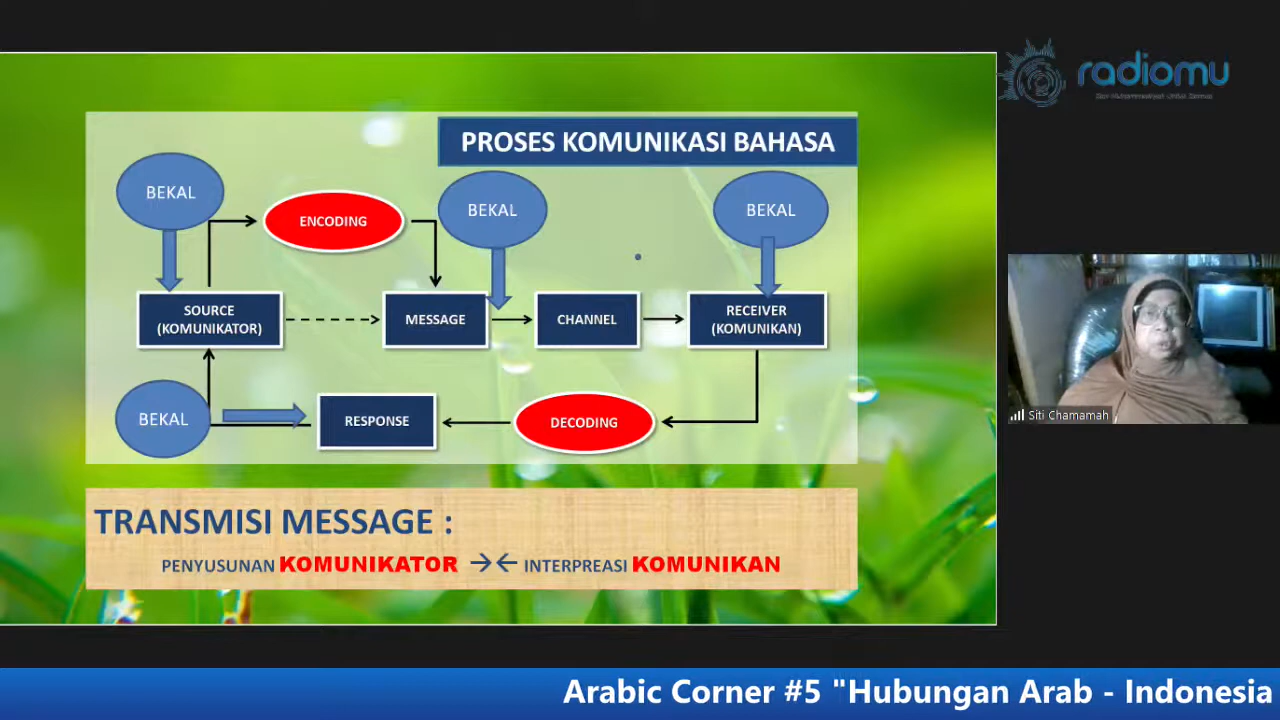 radiomu
PROSES KOMUNIKASI BAHASA
BEKAL
ENCODING
BEKAL
BEKAL
SOURCE
(KOMUNIKATOR)
MESSAGE
CHANNEL
RECEIVER
(KOMUNIKAN)
BEKAL
RESPONSE
DECODING
Siti Chamamah
TRANSMISI MESSAGE :
PENYUSUNAN KOMUNIKATOR →← INTERPREASI KOMUNIKAN
Arabic Corner #5 "Hubungan Arab - Indonesia